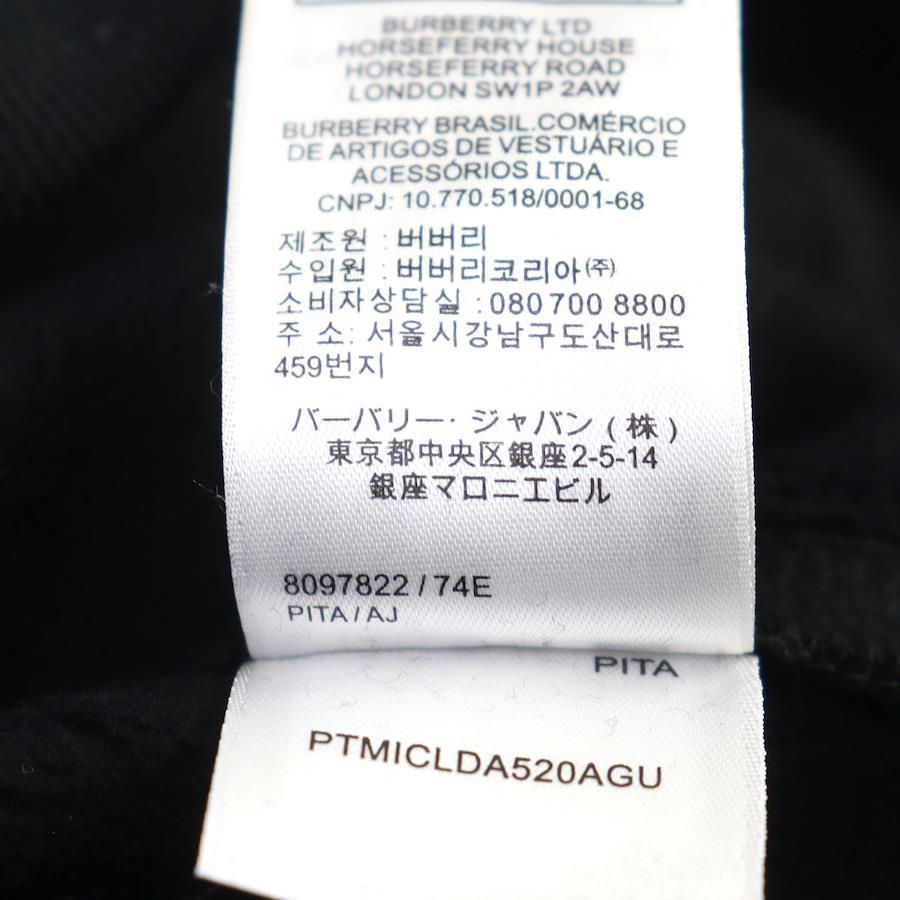 BURBERRY LTD
HORSEFERRY HOUSE
HORSEFERRY ROAD
LONDON SW1P 2AW
BURBERRY BRASIL.COMÉRCIO
DE ARTIGOS DE VESTUÁRIO E
ACESSÓRIOS LTDA.
CNPJ: 10.770.518/0001-68
제조원 : 버버리
수입원 : 버버리코리아㈜
소비자상담실 : 080 700 8800
주 소: 서울시강남구도산대로
459번지
バーバリー・ジャパン ( 株 )
東京都中央区銀座2-5-14
銀座マロニエビル
8097822 / 74E
PITA / AJ
PITA
PTMICLDA520AGU